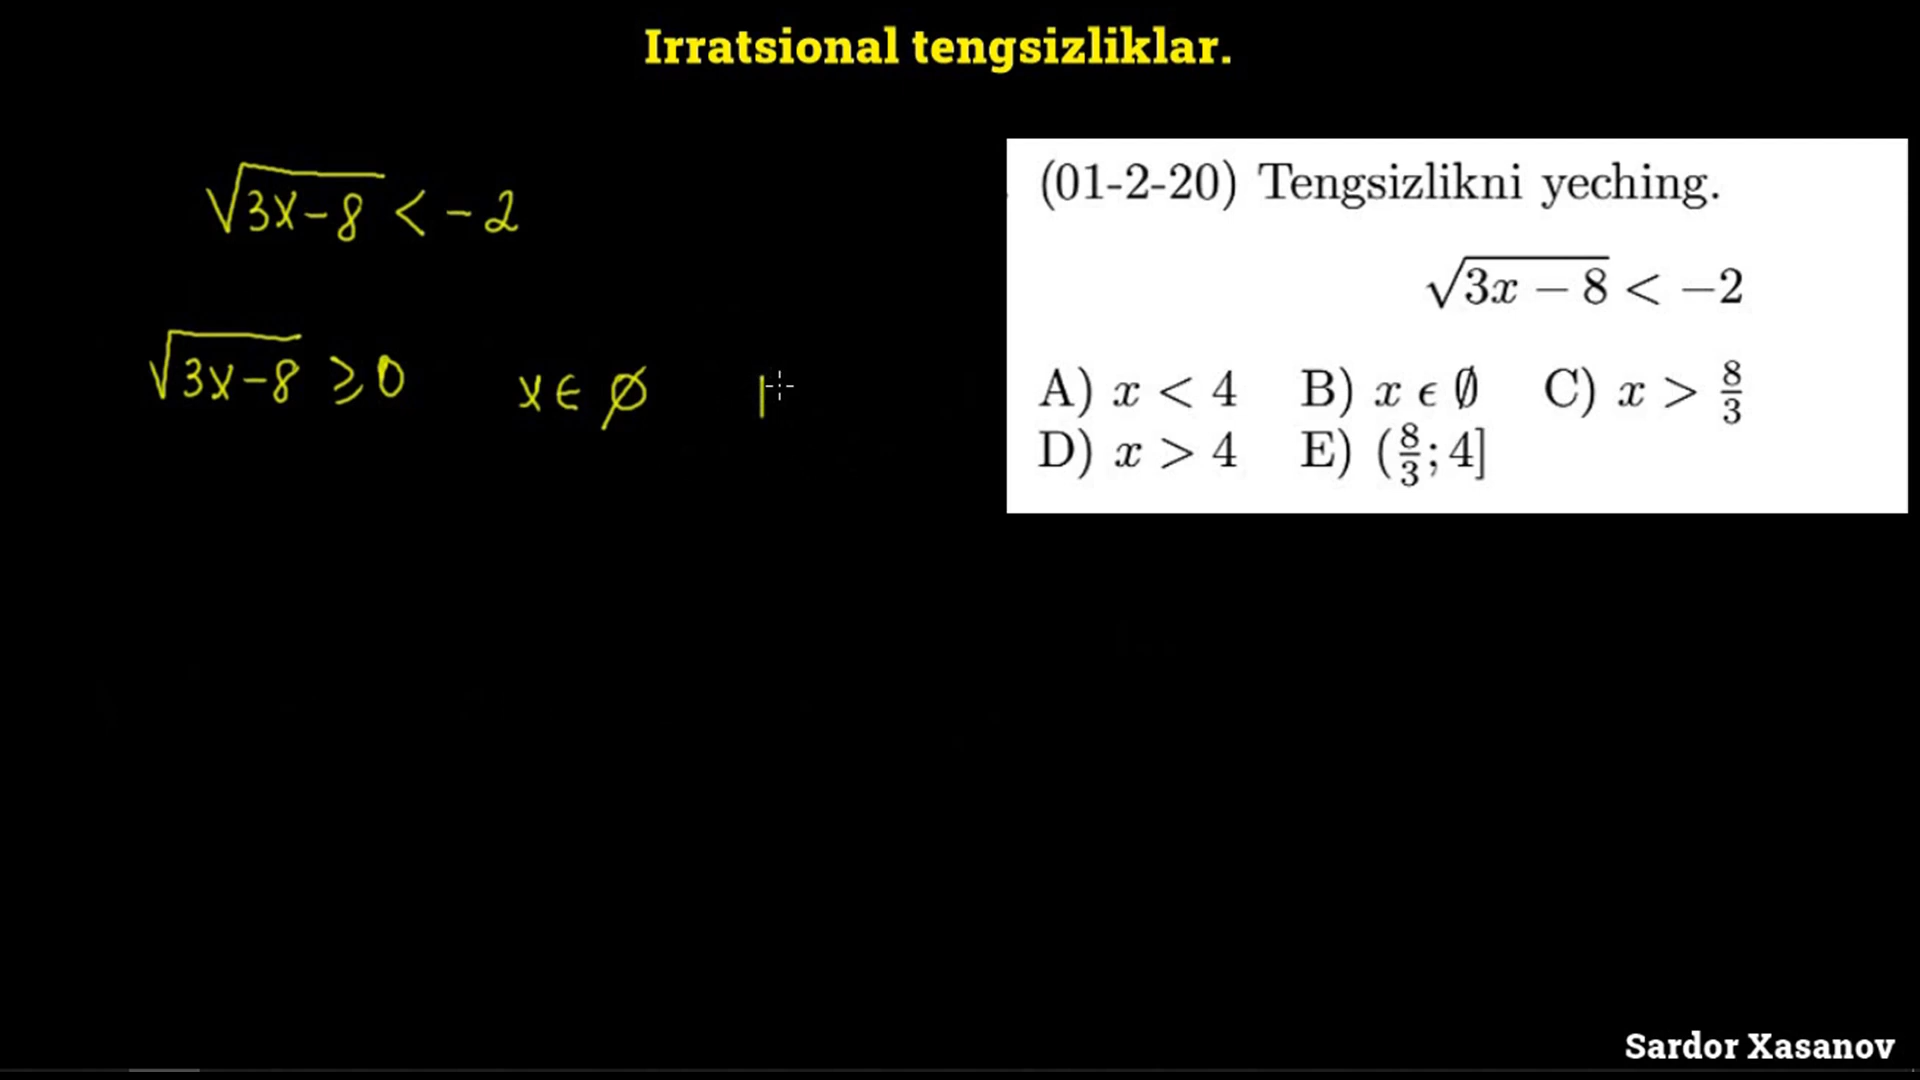 Irratsional tengsizliklar.
√3x-8 < -2
√3x-8 ≥ 0 x ∈ ∅
(01-2-20) Tengsizlikni yeching.
√3x − 8 < −2
A) x < 4 B) x ϵ ∅ C) x > 8/3
D) x > 4 E) (8/3; 4]
Sardor Xasanov